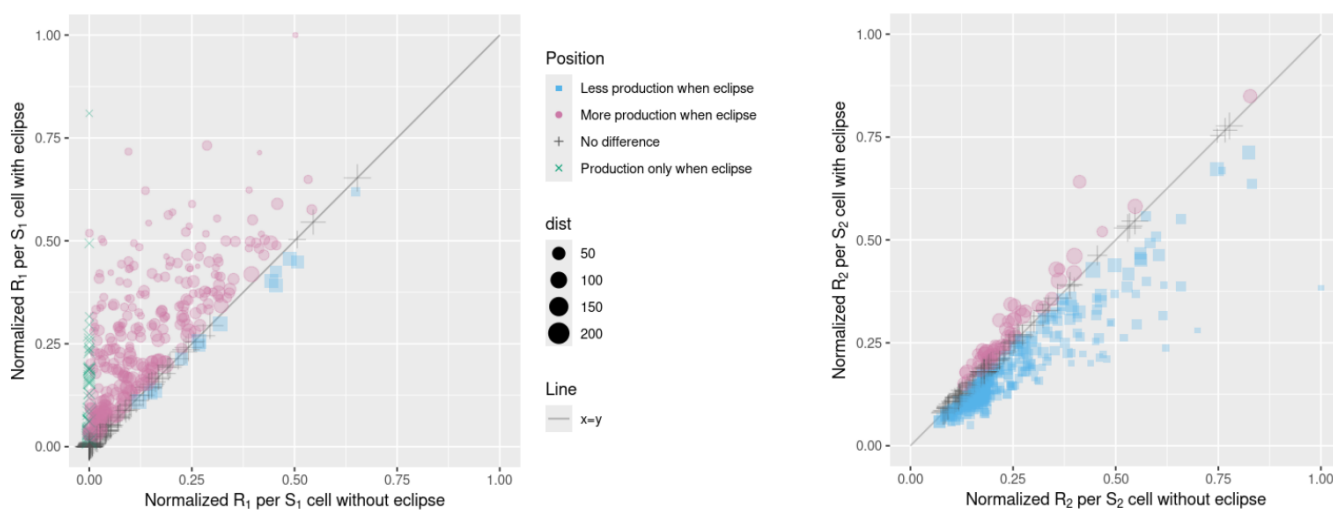 1.00
0.75
0.50
0.25
0.00
0.00
0.25
0.50
0.75
1.00
Normalized R₁ per S₁ cell with eclipse
Normalized R₁ per S₁ cell without eclipse
Position
Less production when eclipse
More production when eclipse
No difference
Production only when eclipse
dist
50
100
150
200
Line
x=y
1.00
0.75
0.50
0.25
0.00
0.00
0.25
0.50
0.75
1.00
Normalized R₂ per S₂ cell with eclipse
Normalized R₂ per S₂ cell without eclipse